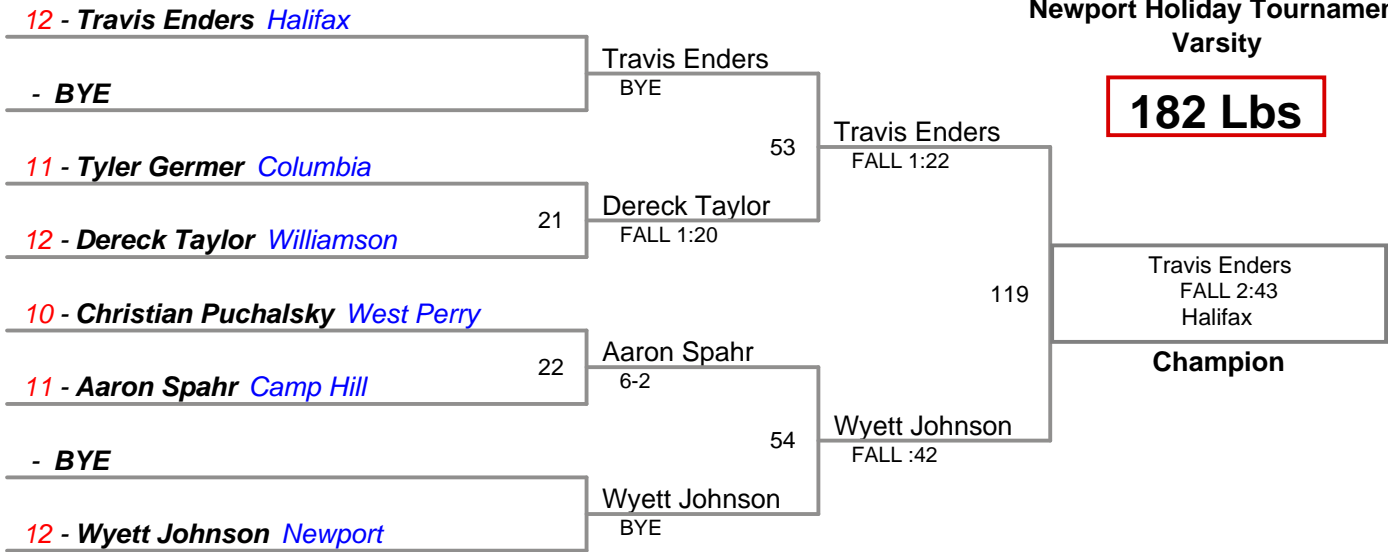 12 - Travis Enders Halifax
- BYE
11 - Tyler Germer Columbia
12 - Dereck Taylor Williamson
10 - Christian Puchalsky West Perry
11 - Aaron Spahr Camp Hill
- BYE
12 - Wyett Johnson Newport
21
22
Travis Enders
BYE
Dereck Taylor
FALL 1:20
Aaron Spahr
6-2
Wyett Johnson
BYE
53
54
Travis Enders
FALL 1:22
Wyett Johnson
FALL :42
119
Newport Holiday Tournamen
Varsity
182 Lbs
Travis Enders
FALL 2:43
Halifax
Champion